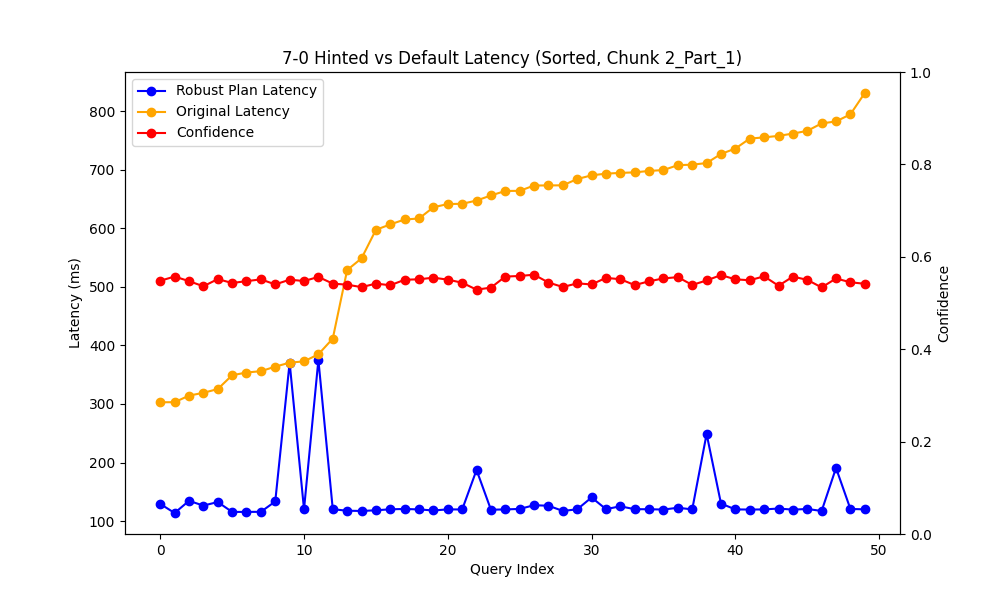 7-0 Hinted vs Default Latency (Sorted, Chunk 2_Part_1)
Robust Plan Latency
Original Latency
Confidence
Latency (ms)
800
700
600
500
400
300
200
100
1.0
0.8
0.6
0.4
0.2
0.0
Confidence
0 10 20 30 40 50
Query Index